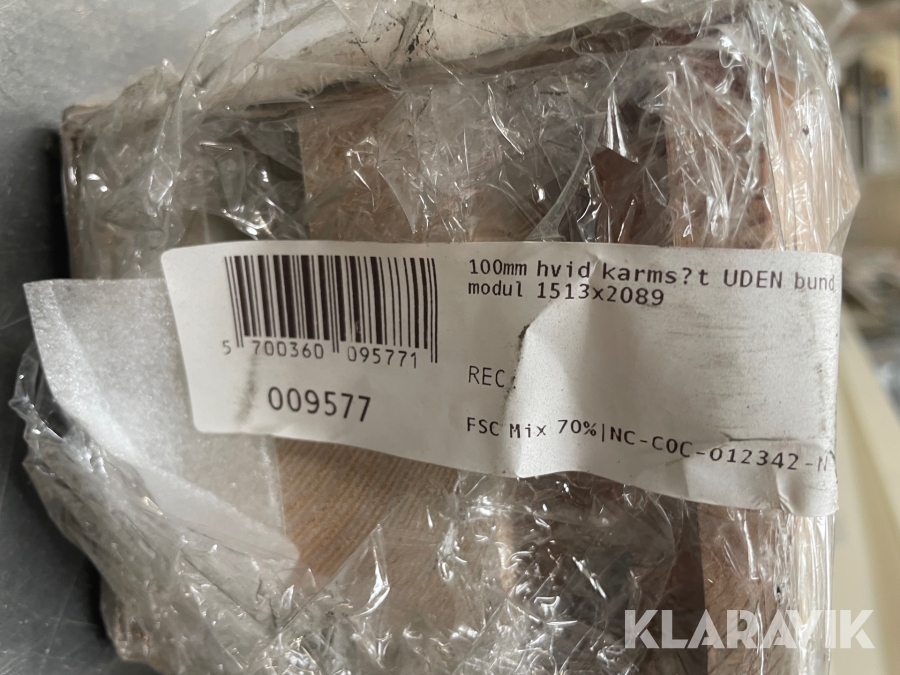 100mm hvid karms?t UDEN bund
modul 1513x2089
5 700360 095771
009577
REC:
FSC Mix 70%|NC-COC-012342-N
KLARAVIK